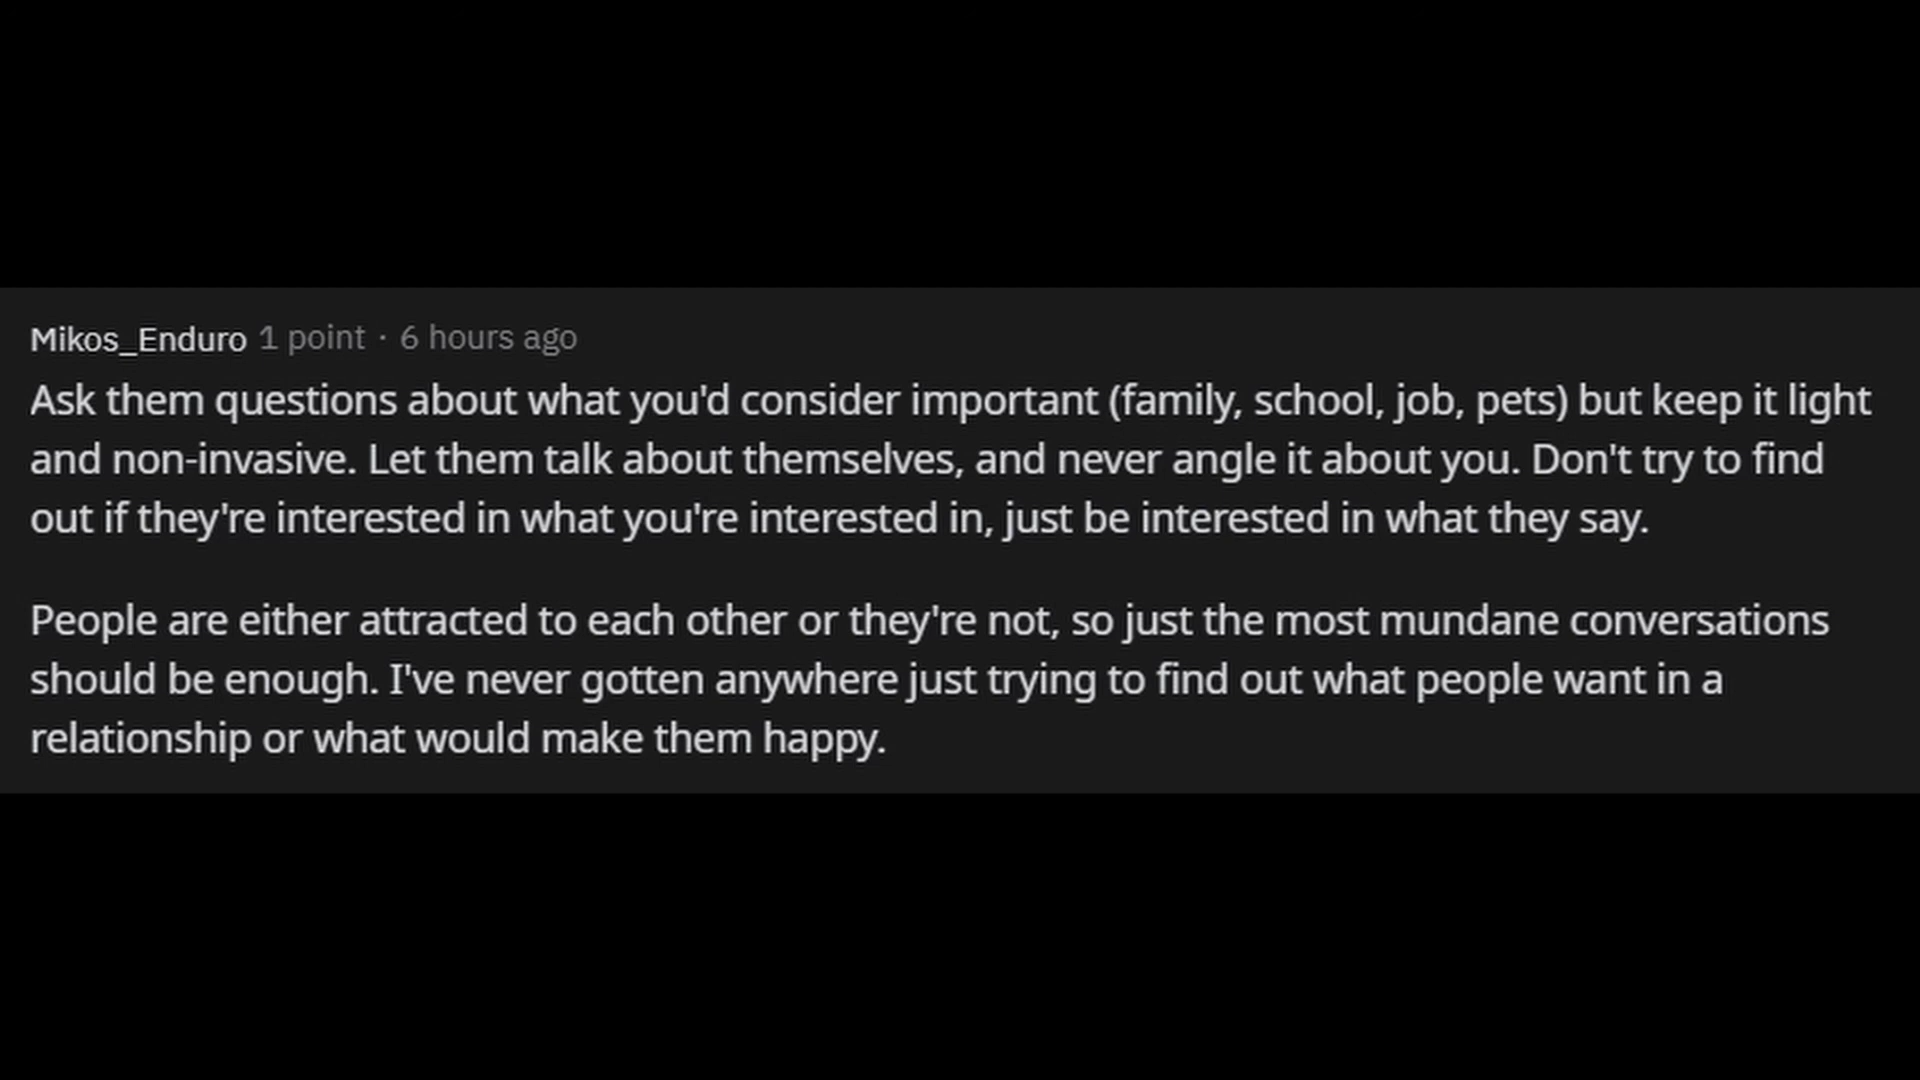 Mikos_Enduro 1 point · 6 hours ago
Ask them questions about what you'd consider important (family, school, job, pets) but keep it light
and non-invasive. Let them talk about themselves, and never angle it about you. Don't try to find
out if they're interested in what you're interested in, just be interested in what they say.
People are either attracted to each other or they're not, so just the most mundane conversations
should be enough. I've never gotten anywhere just trying to find out what people want in a
relationship or what would make them happy.